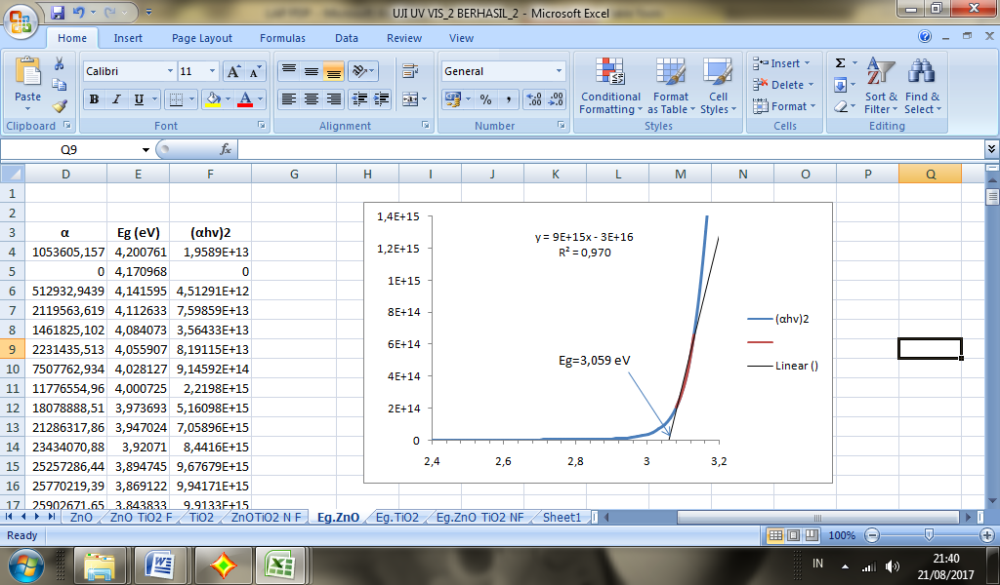 UJI UV VIS_2 BERHASIL_2 - Microsoft Excel
Home Insert Page Layout Formulas Data Review View
Paste
Clipboard
Calibri 11 A A
B I U A
Font
Alignment
General
% ,
Number
Conditional Formatting
Format as Table
Cell Styles
Styles
Insert
Delete
Format
Cells
Σ
Sort & Filter
Find & Select
Editing
Q9 fx
D E F G H I J K L M N O P Q
1
2
3 α Eg (eV) (αhv)2
4 1053605,157 4,200761 1,9589E+13
5 0 4,170968 0
6 512932,9439 4,141595 4,51291E+12
7 2119563,619 4,112633 7,59859E+13
8 1461825,102 4,084073 3,56433E+13
9 2231435,513 4,055907 8,19115E+13
10 7507762,934 4,028127 9,14592E+14
11 11776554,96 4,000725 2,2198E+15
12 18078888,51 3,973693 5,16098E+15
13 21286317,86 3,947024 7,05896E+15
14 23434070,88 3,92071 8,4416E+15
15 25257286,44 3,894745 9,67679E+15
16 25770219,39 3,869122 9,94171E+15
17 25902671,65 3,843833 9,9133E+15
1,4E+15
1,2E+15
1E+15
8E+14
6E+14
4E+14
2E+14
0
2,4 2,6 2,8 3 3,2
y = 9E+15x - 3E+16
R² = 0,970
Eg=3,059 eV
(αhv)2
Linear ()
ZnO ZnO TiO2 F TiO2 ZnOTiO2 N F Eg.ZnO Eg.TiO2 Eg.ZnO TiO2 NF Sheet1
Ready 100%
IN 21:40
21/08/2017